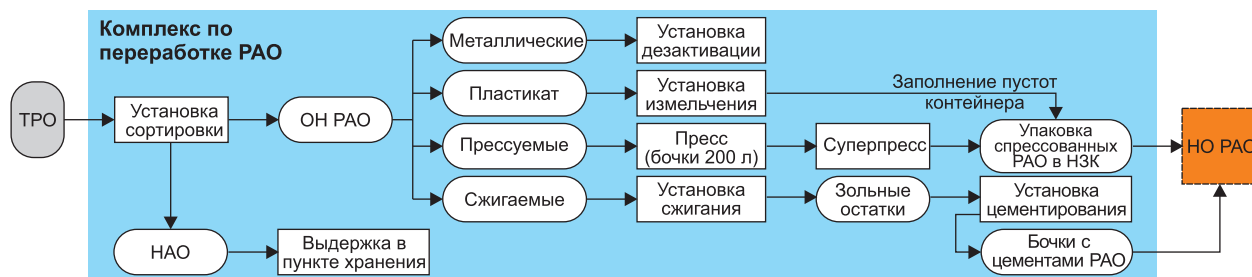 Комплекс по
переработке РАО
ТРО
Установка
сортировки
ОН РАО
Металлические
Установка
дезактивации
Пластикат
Установка
измельчения
Заполнение пустот
контейнера
Прессуемые
Пресс
(бочки 200 л)
Суперпресс
Упаковка
спрессованных
РАО в НЗК
НО РАО
Сжигаемые
Установка
сжигания
Зольные
остатки
Установка
цементирования
Бочки с
цементами РАО
НАО
Выдержка в
пункте хранения